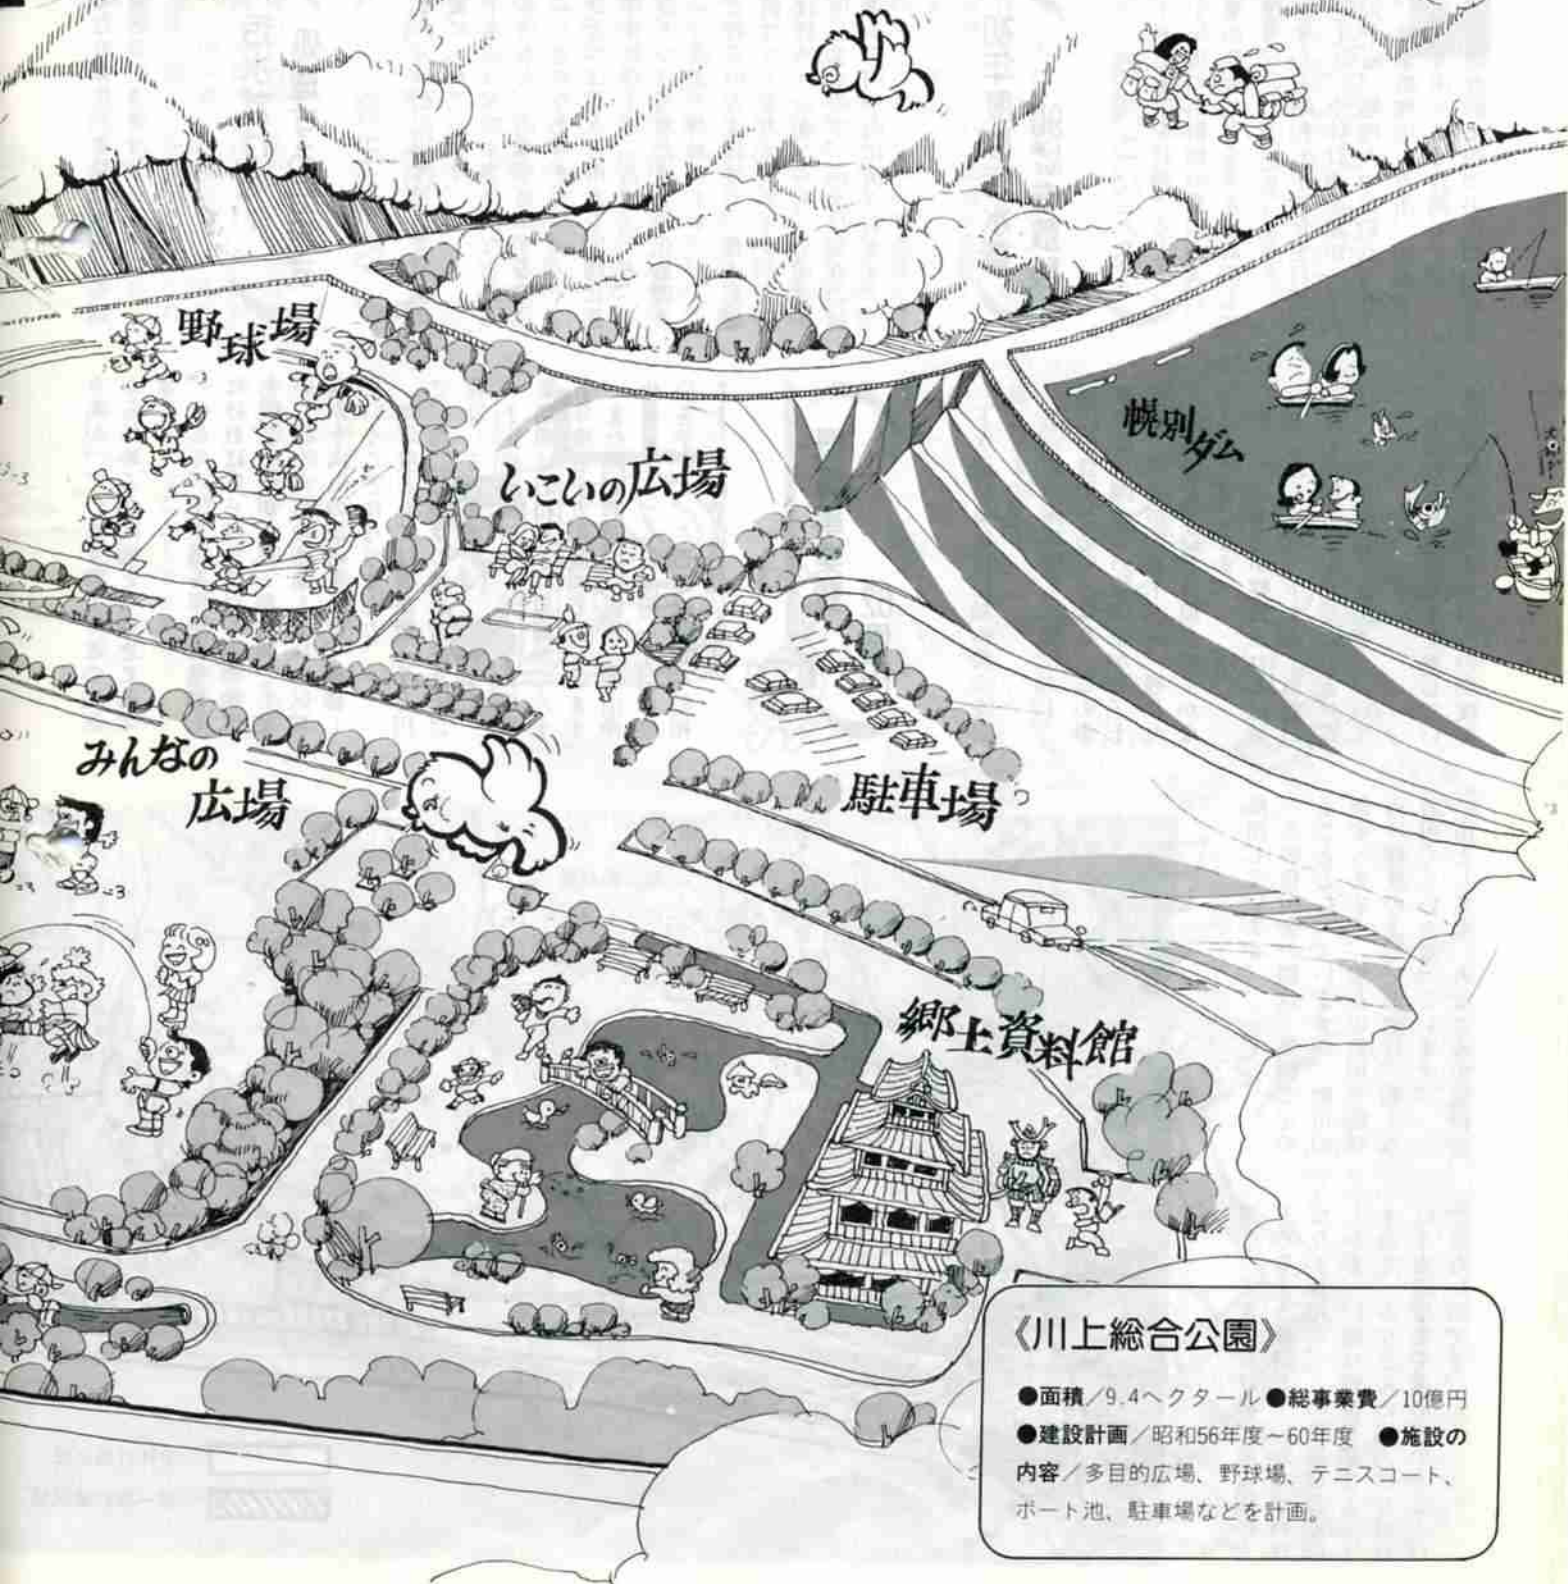 野球場
幌別ダム
いこいの広場
みんなの
広場
駐車場
郷土資料館
《川上総合公園》
●面積／9.4ヘクタール●総事業費／10億円
●建設計画／昭和56年度～60年度 ●施設の
内容／多目的広場、野球場、テニスコート、
ボート池、駐車場などを計画。